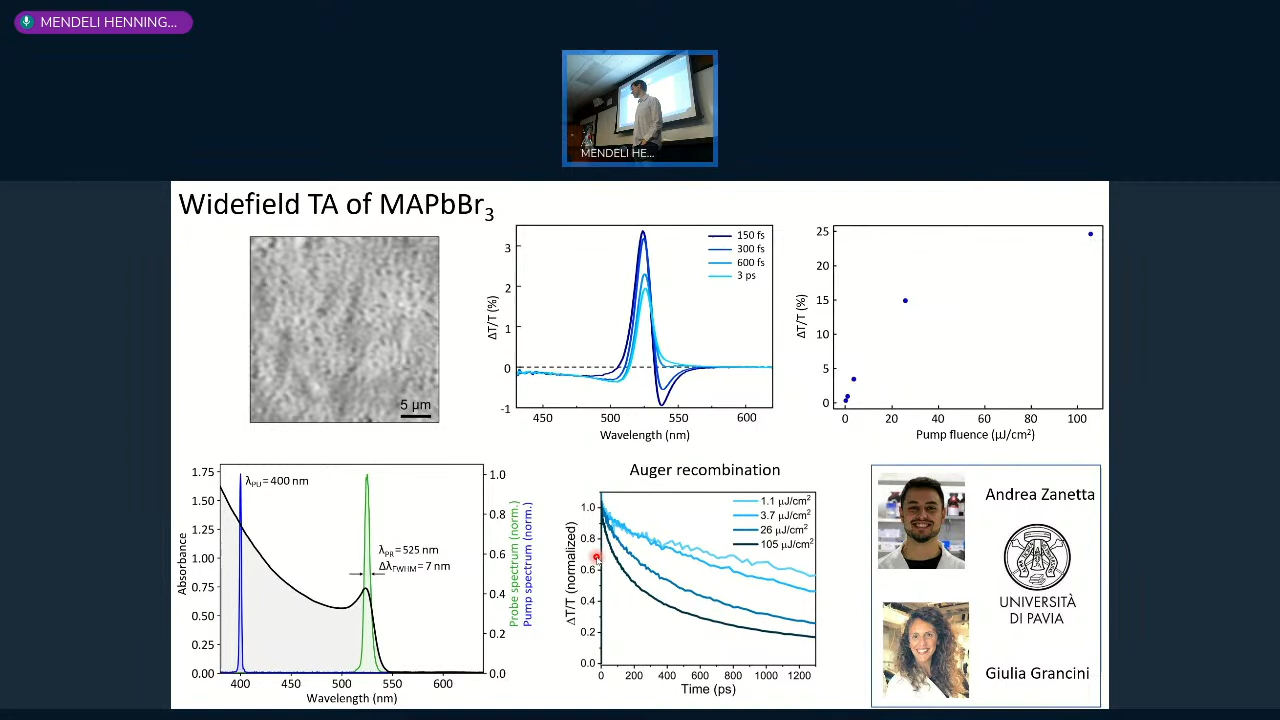 MENDELI HENNING...
MENDELI HE...
Widefield TA of MAPbBr3
5 μm
ΔT/T (%)
3
2
1
0
-1
450
500
550
600
Wavelength (nm)
150 fs
300 fs
600 fs
3 ps
ΔT/T (%)
25
20
15
10
5
0
0
20
40
60
80
100
Pump fluence (μJ/cm²)
Absorbance
1.75
1.50
1.25
1.00
0.75
0.50
0.25
0.00
400
450
500
550
600
Wavelength (nm)
λPU = 400 nm
λPR = 525 nm
ΔλFWHM = 7 nm
1.0
0.8
0.6
0.4
0.2
0.0
Probe spectrum (norm.)
Pump spectrum (norm.)
Auger recombination
ΔT/T (normalized)
1.0
0.8
0.6
0.4
0.2
0.0
0
200
400
600
800
1000
1200
Time (ps)
1.1 μJ/cm²
3.7 μJ/cm²
26 μJ/cm²
105 μJ/cm²
Andrea Zanetta
UNIVERSITÀ
DI PAVIA
Giulia Grancini